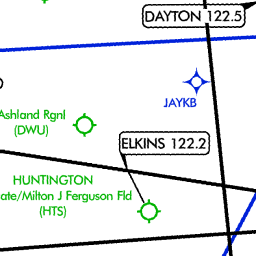 DAYTON 122.5
JAYKB
Ashland Rgnl
(DWU)
ELKINS 122.2
HUNTINGTON
ate/Milton J Ferguson Fld
(HTS)